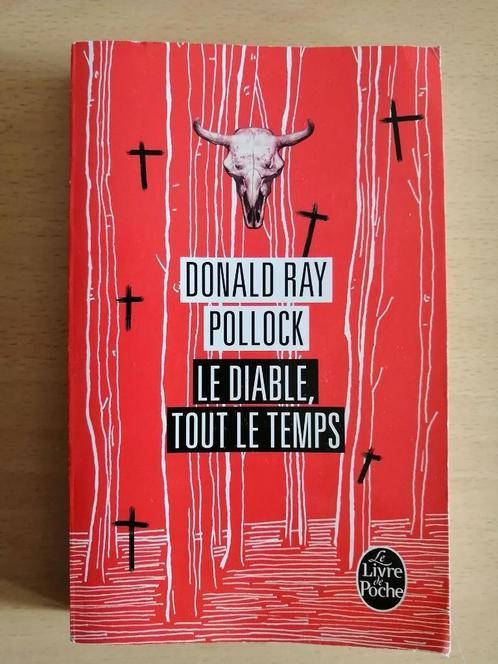 DONALD RAY
POLLOCK
LE DIABLE,
TOUT LE TEMPS
Le
Livre
de
Poche